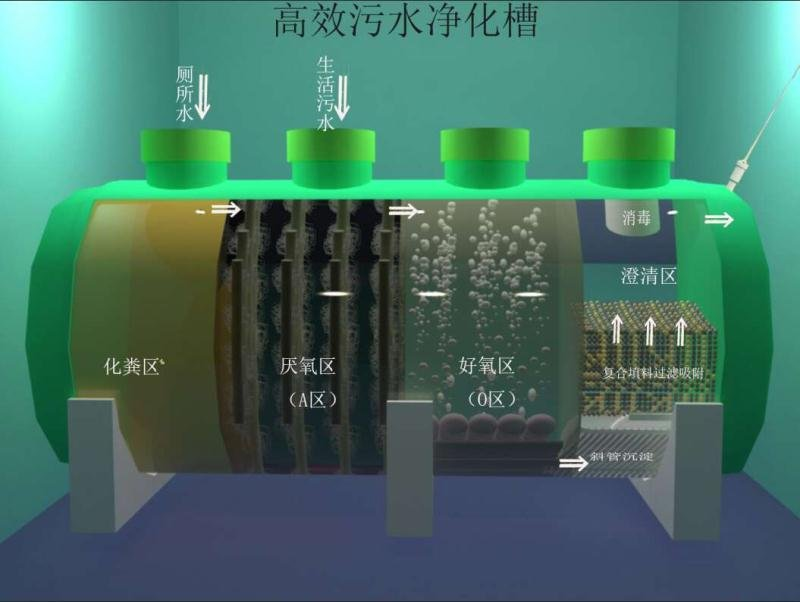 高效污水净化槽
厕所水
生活污水
消毒
澄清区
化粪区
厌氧区
（A区）
好氧区
（O区）
复合填料过滤吸附
斜管沉淀